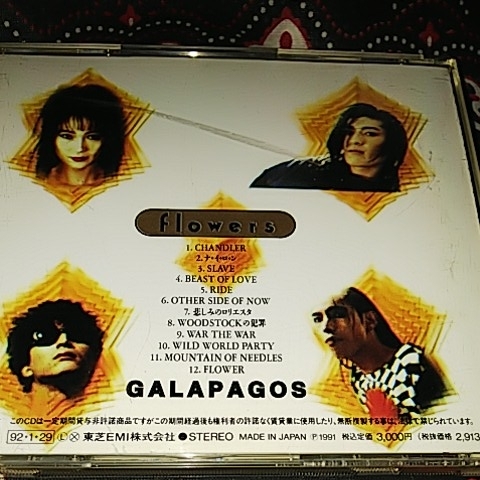 flowers
1. CHANDLER
2. ナ・イ・ロ・ン
3. SLAVE
4. BEAST OF LOVE
5. RIDE
6. OTHER SIDE OF NOW
7. 悲しみのロリエスタ
8. WOODSTOCKの犯罪
9. WAR THE WAR
10. WILD WORLD PARTY
11. MOUNTAIN OF NEEDLES
12. FLOWER
GALAPAGOS
このCDは一定期間貸与非許諾商品ですがこの期間経過後も権利者の許諾なく賃貸業に使用したり、無断複製する事は、法律で禁じられています。
92・1・29 Ⓛ Ⓧ 東芝EMI株式会社 ●STEREO MADE IN JAPAN Ⓟ1991 税込定価 3,000円 (税抜価格 2,913